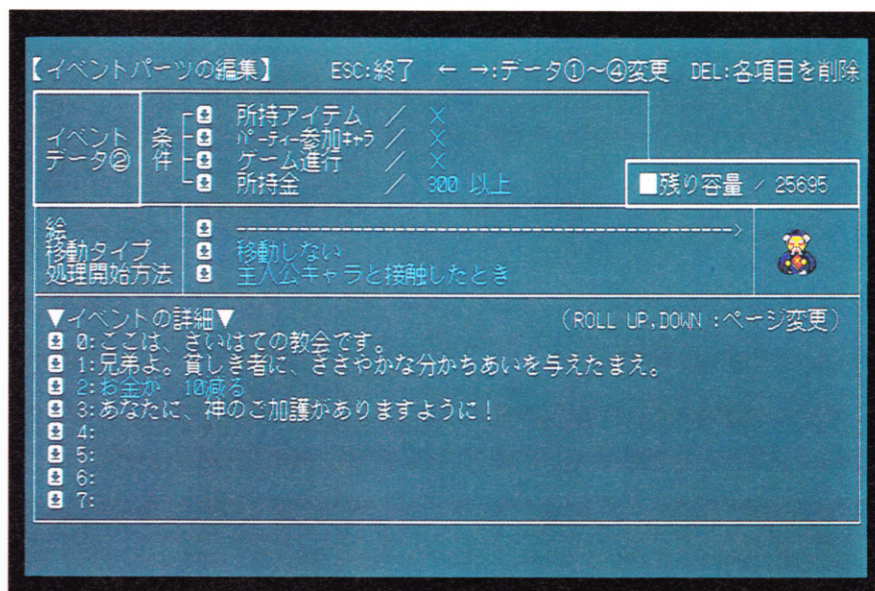 【イベントパーツの編集】 ESC:終了 ← →:データ①~④変更 DEL:各項目を削除
イベント
データ②
条件
所持アイテム / ×
パーティー参加キャラ / ×
ゲーム進行 / ×
所持金 / 300 以上
■残り容量 / 25695
絵 ------------------------------------------------->
移動タイプ 移動しない
処理開始方法 主人公キャラと接触したとき
▼イベントの詳細▼ (ROLL UP,DOWN :ページ変更)
0:ここは、さいはての教会です。
1:兄弟よ。貧しき者に、ささやかな分かちあいを与えたまえ。
2:お金が 10減る
3:あなたに、神のご加護がありますように!
4:
5:
6:
7: